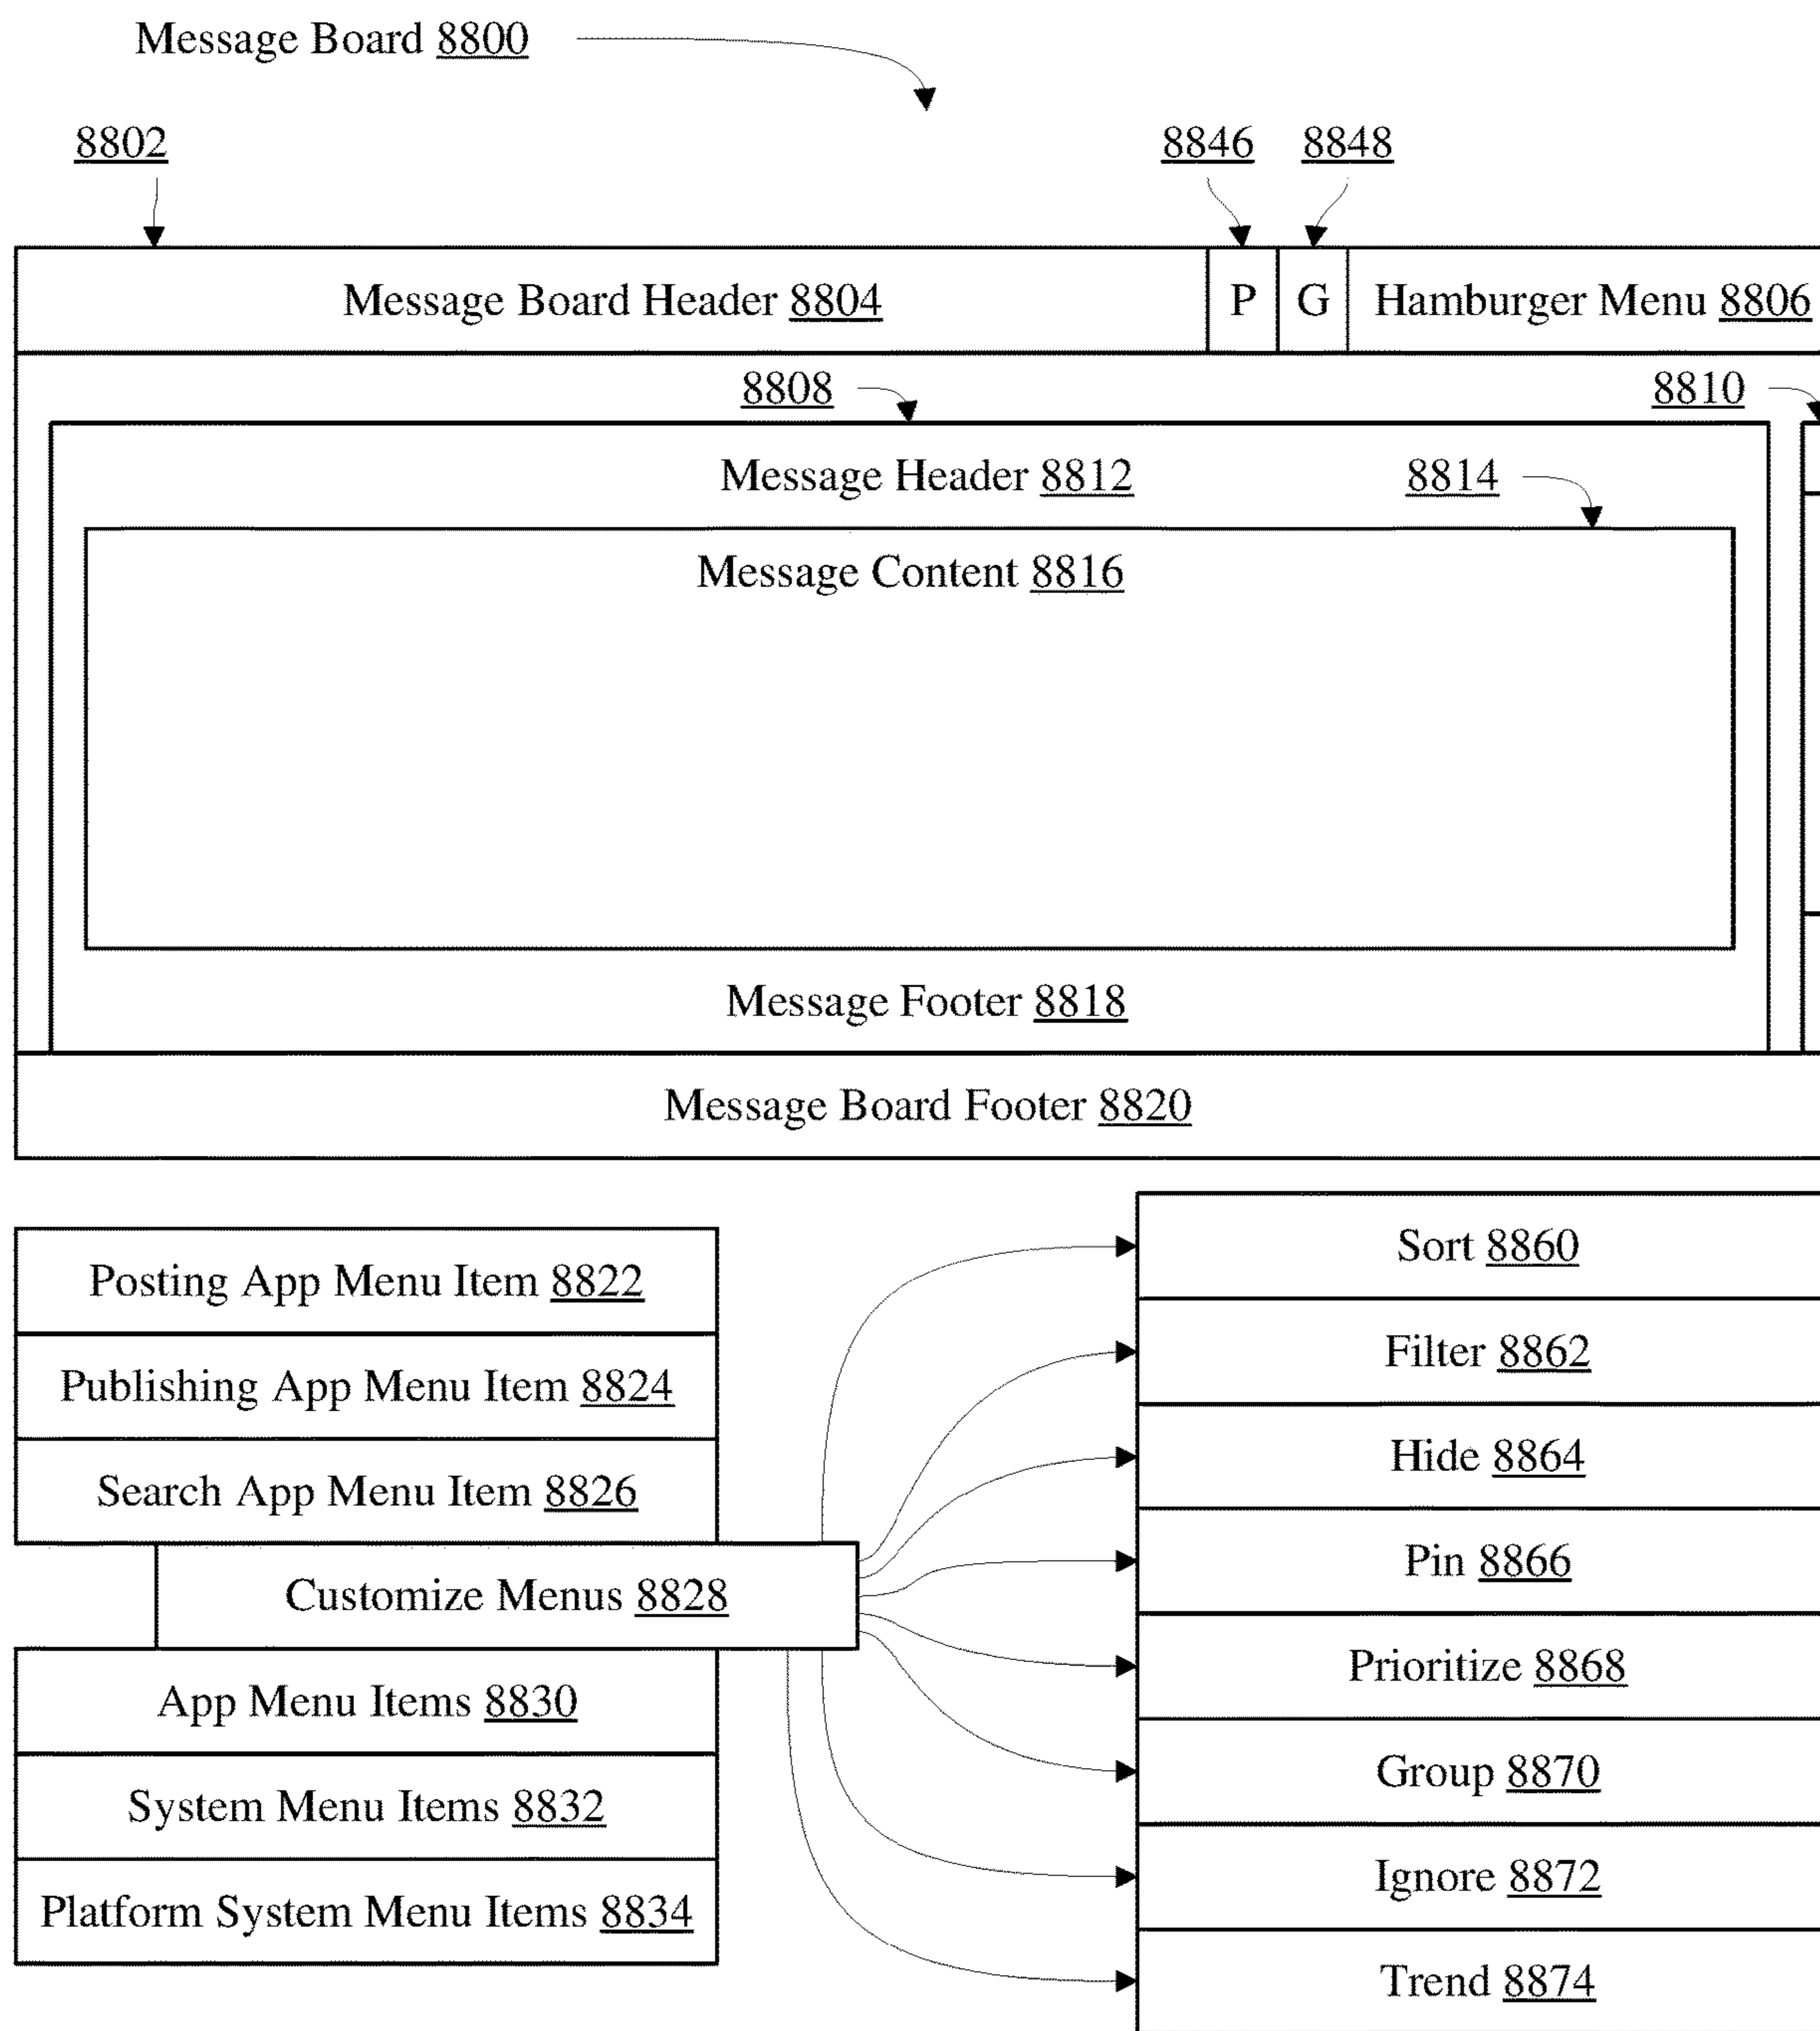 Message Board 8800
8802
8846 8848
Message Board Header 8804 P G Hamburger Menu 8806
8808 8810
Message Header 8812 8814
Message Content 8816
Message Footer 8818
Message Board Footer 8820
Posting App Menu Item 8822
Publishing App Menu Item 8824
Search App Menu Item 8826
Customize Menus 8828
App Menu Items 8830
System Menu Items 8832
Platform System Menu Items 8834
Sort 8860
Filter 8862
Hide 8864
Pin 8866
Prioritize 8868
Group 8870
Ignore 8872
Trend 8874